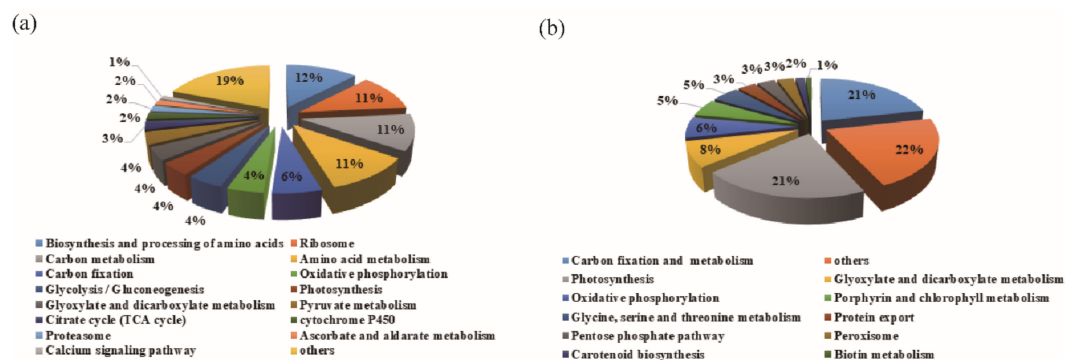 (a)
(b)
12%
11%
11%
11%
6%
4%
4%
4%
4%
4%
3%
2%
2%
2%
1%
19%
Biosynthesis and processing of amino acids
Ribosome
Carbon metabolism
Amino acid metabolism
Carbon fixation
Oxidative phosphorylation
Glycolysis / Gluconeogenesis
Photosynthesis
Glyoxylate and dicarboxylate metabolism
Pyruvate metabolism
Citrate cycle (TCA cycle)
cytochrome P450
Proteasome
Ascorbate and aldarate metabolism
Calcium signaling pathway
others
21%
22%
21%
8%
6%
5%
5%
3%
3%
3%
2%
1%
Carbon fixation and metabolism
others
Photosynthesis
Glyoxylate and dicarboxylate metabolism
Oxidative phosphorylation
Porphyrin and chlorophyll metabolism
Glycine, serine and threonine metabolism
Protein export
Pentose phosphate pathway
Peroxisome
Carotenoid biosynthesis
Biotin metabolism